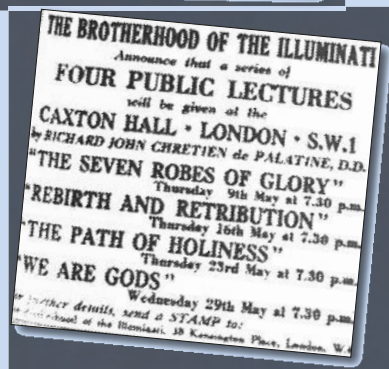 THE BROTHERHOOD OF THE ILLUMINATI
Announce that a series of
FOUR PUBLIC LECTURES
will be given at the
CAXTON HALL · LONDON · S.W.1
by RICHARD JOHN CHRETIEN de PALATINE, D.D.
"THE SEVEN ROBES OF GLORY"
Thursday 9th May at 7.30 p.m.
"REBIRTH AND RETRIBUTION"
Thursday 16th May at 7.30 p.m.
"THE PATH OF HOLINESS"
Thursday 23rd May at 7.30 p.m.
"WE ARE GODS"
Wednesday 29th May at 7.30 p.m.
further details, send a STAMP to:
of the Illuminati, 18 Kensington Place, London, W.